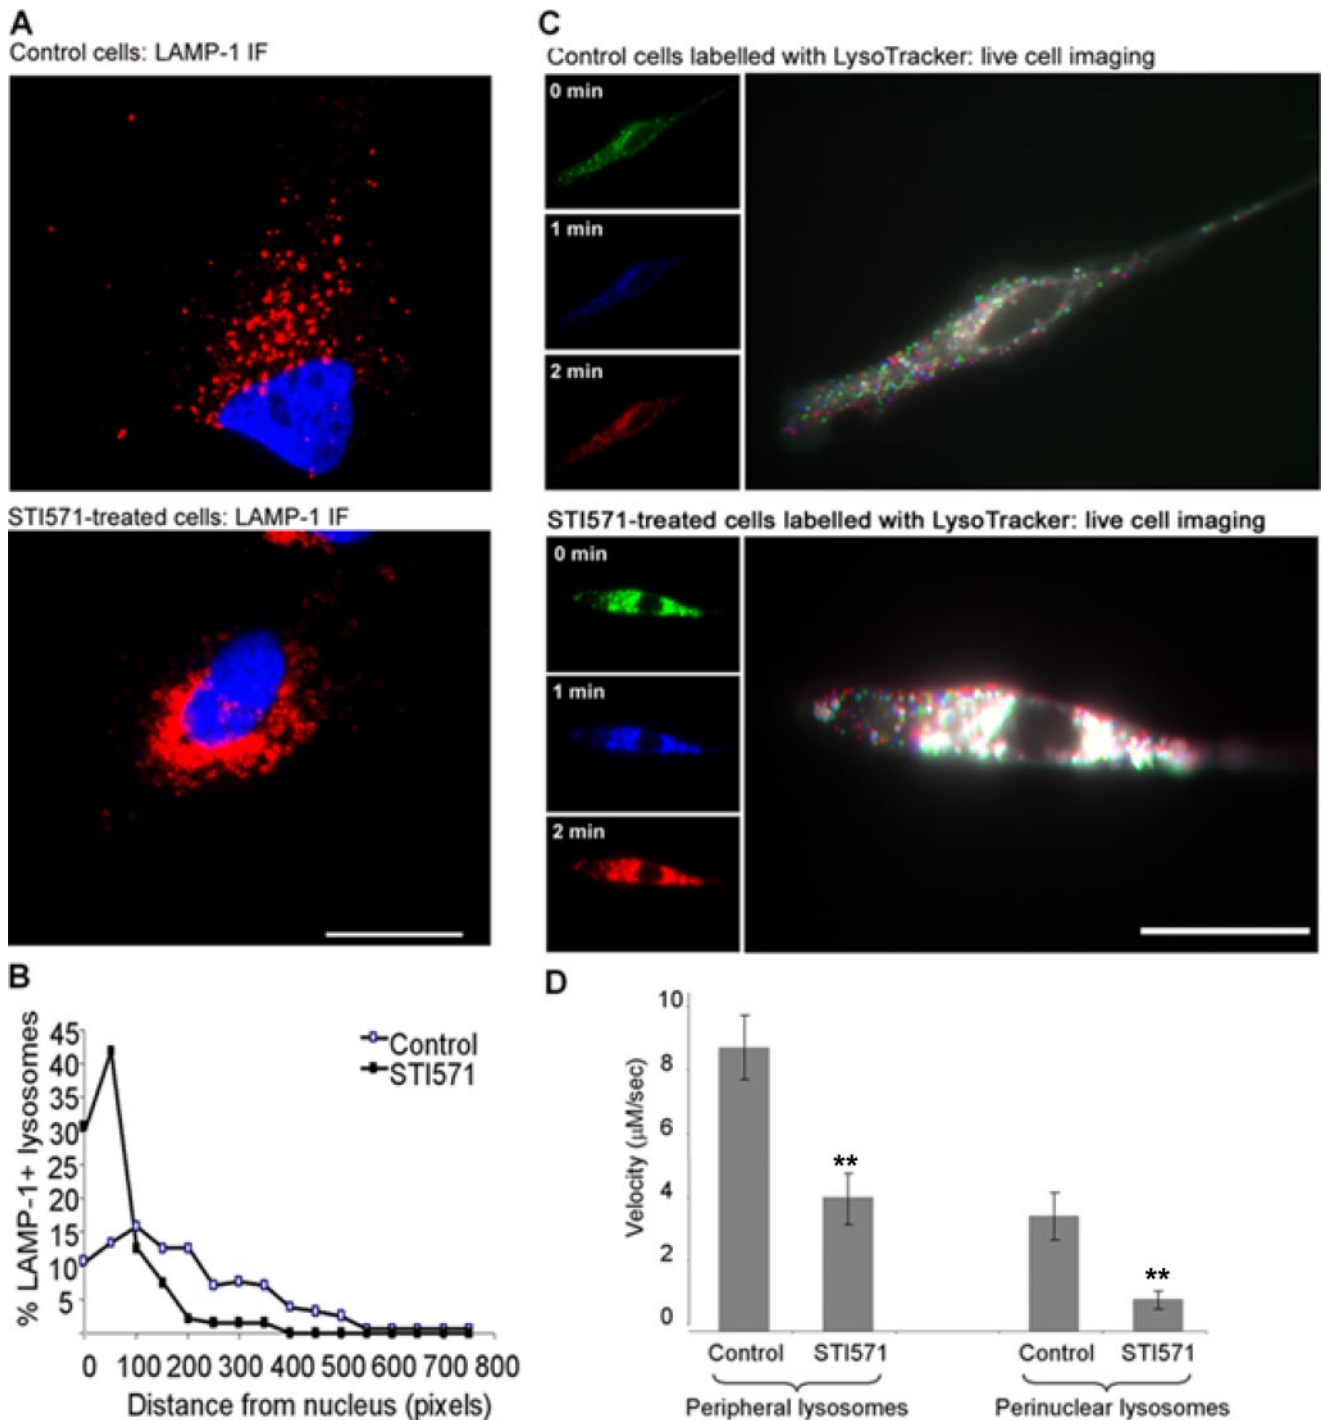 A
Control cells: LAMP-1 IF
STI571-treated cells: LAMP-1 IF
C
Control cells labelled with LysoTracker: live cell imaging
0 min
1 min
2 min
STI571-treated cells labelled with LysoTracker: live cell imaging
0 min
1 min
2 min
B
% LAMP-1+ lysosomes
45
40
35
30
25
20
15
10
5
Control
STI571
0 100 200 300 400 500 600 700 800
Distance from nucleus (pixels)
D
Velocity (µM/sec)
10
8
6
4
2
0
**
**
Control STI571 Control STI571
Peripheral lysosomes Perinuclear lysosomes